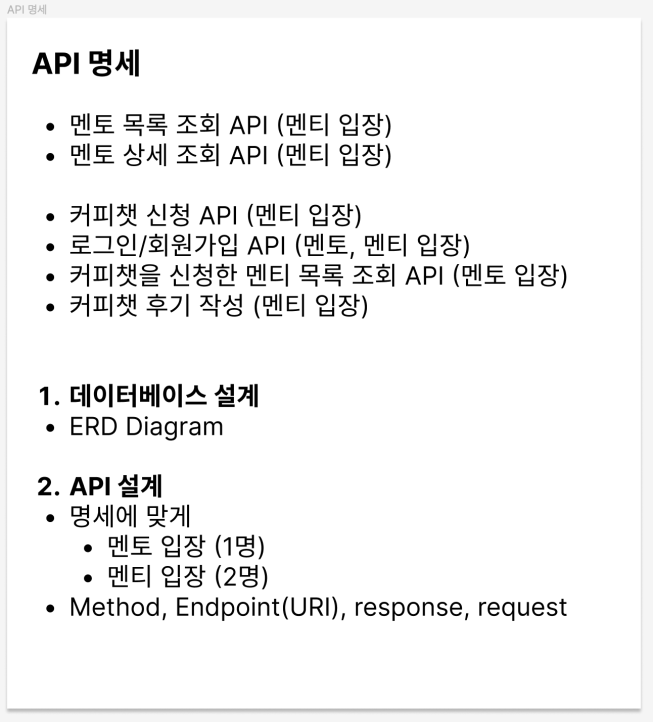 API 명세
API 명세
• 멘토 목록 조회 API (멘티 입장)
• 멘토 상세 조회 API (멘티 입장)
• 커피챗 신청 API (멘티 입장)
• 로그인/회원가입 API (멘토, 멘티 입장)
• 커피챗을 신청한 멘티 목록 조회 API (멘토 입장)
• 커피챗 후기 작성 (멘티 입장)
1. 데이터베이스 설계
• ERD Diagram
2. API 설계
• 명세에 맞게
• 멘토 입장 (1명)
• 멘티 입장 (2명)
• Method, Endpoint(URI), response, request